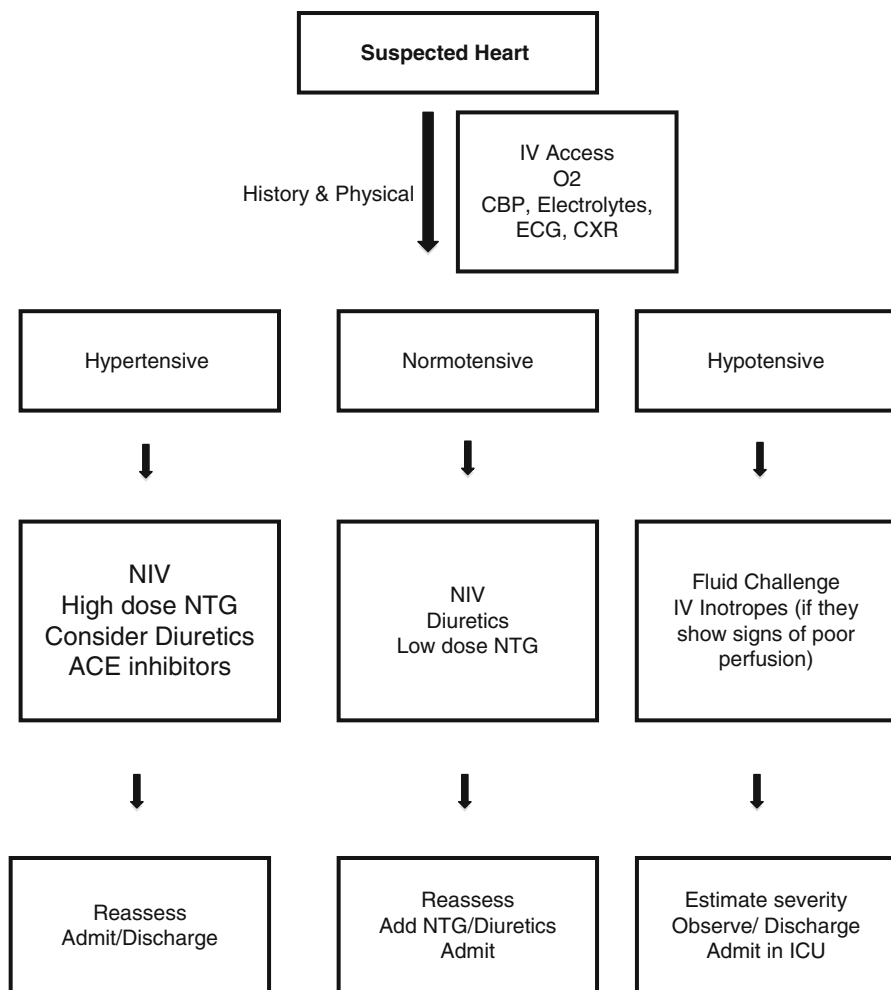 Suspected Heart
History & Physical
IV Access
O2
CBP, Electrolytes,
ECG, CXR
Hypertensive
Normotensive
Hypotensive
NIV
High dose NTG
Consider Diuretics
ACE inhibitors
NIV
Diuretics
Low dose NTG
Fluid Challenge
IV Inotropes (if they
show signs of poor
perfusion)
Reassess
Admit/Discharge
Reassess
Add NTG/Diuretics
Admit
Estimate severity
Observe/ Discharge
Admit in ICU